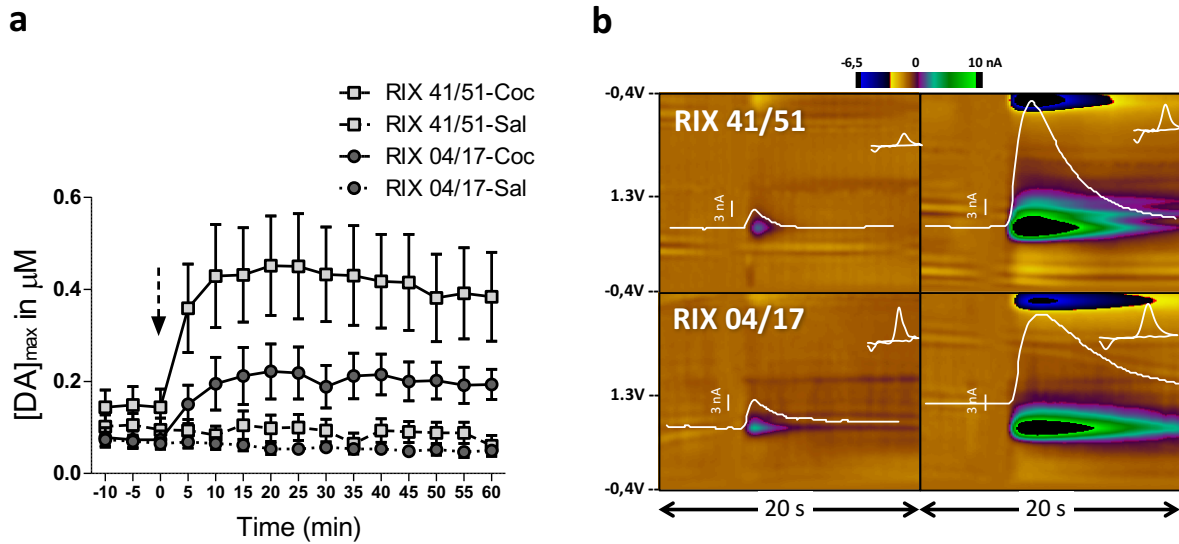 a
RIX 41/51-Coc
RIX 41/51-Sal
RIX 04/17-Coc
RIX 04/17-Sal
0.6
0.4
0.2
0.0
[DA]max in μM
-10 -5 0 5 10 15 20 25 30 35 40 45 50 55 60
Time (min)
b
-6,5 0 10 nA
-0,4V
1.3V
-0,4V
1.3V
-0,4V
RIX 41/51
3 nA
3 nA
RIX 04/17
3 nA
3 nA
20 s
20 s